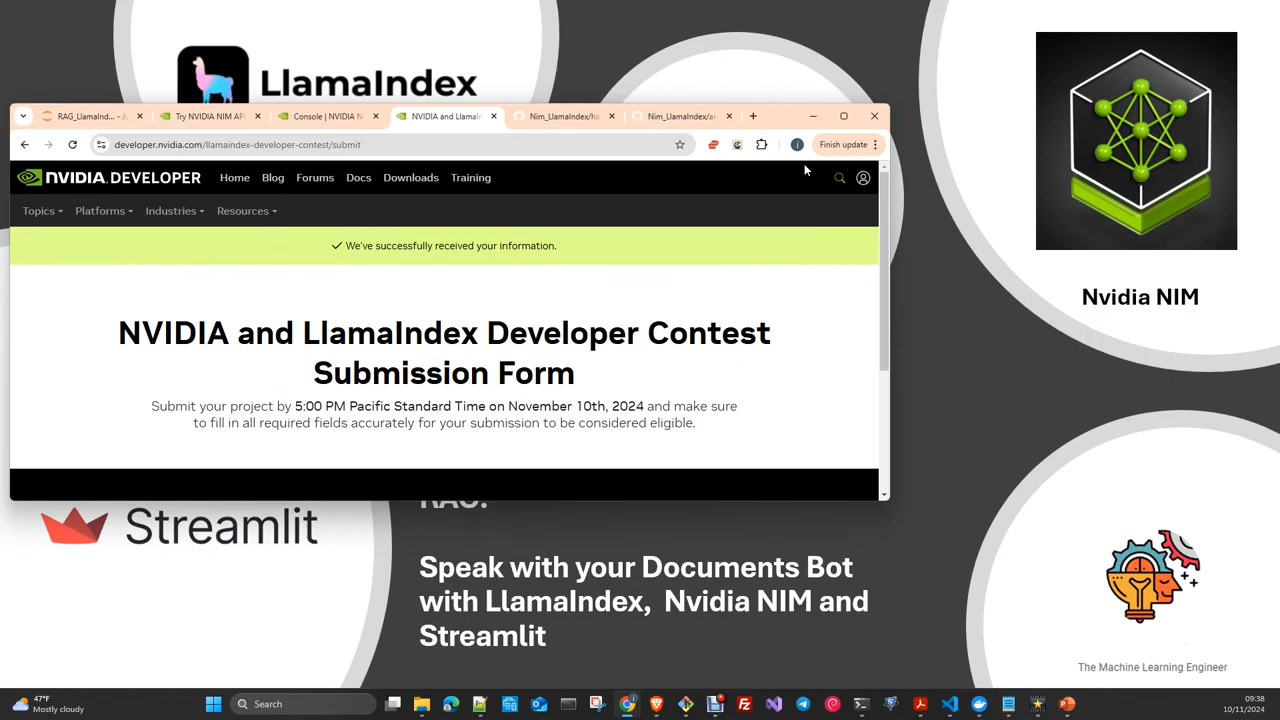 LlamaIndex
RAG_LlamaInd... - Ju
Try NVIDIA NIM API
Console | NVIDIA N
NVIDIA and LlamaIn
Nim_LlamaIndex/ha
Nim_LlamaIndex/ar
developer.nvidia.com/llamaindex-developer-contest/submit
Finish update
NVIDIA. DEVELOPER
Home
Blog
Forums
Docs
Downloads
Training
Topics
Platforms
Industries
Resources
We've successfully received your information.
NVIDIA and LlamaIndex Developer Contest
Submission Form
Submit your project by 5:00 PM Pacific Standard Time on November 10th, 2024 and make sure
to fill in all required fields accurately for your submission to be considered eligible.
Nvidia NIM
RAG:
Streamlit
Speak with your Documents Bot
with LlamaIndex, Nvidia NIM and
Streamlit
The Machine Learning Engineer
47°F
Mostly cloudy
Search
09:38
10/11/2024